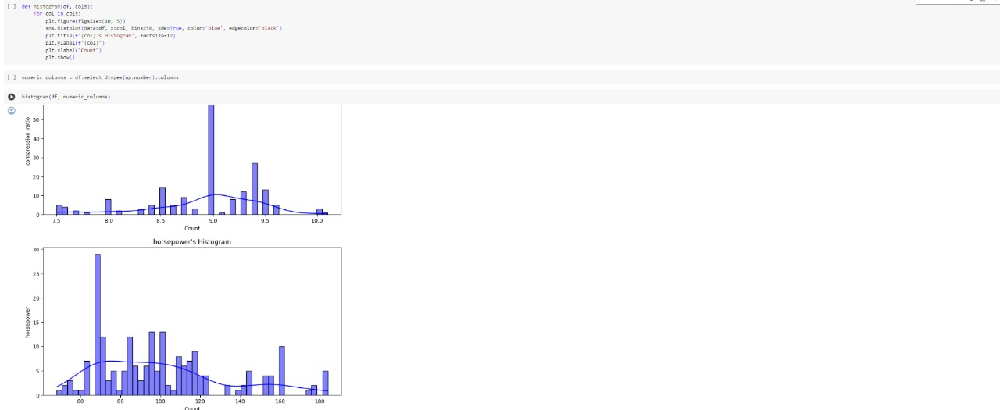 [ ] def histogram(df, cols):
for col in cols:
plt.figure(figsize=(10, 5))
sns.histplot(data=df, x=col, bins=50, kde=True, color='blue', edgecolor='black')
plt.title(f"{col}'s Histogram", fontsize=12)
plt.ylabel(f"{col}")
plt.xlabel("Count")
plt.show()
[ ] numeric_columns = df.select_dtypes(np.number).columns
histogram(df, numeric_columns)
50
40
30
20
10
0
compression_ratio
7.5 8.0 8.5 9.0 9.5 10.0
Count
horsepower's Histogram
30
25
20
15
10
5
0
horsepower
60 80 100 120 140 160 180
Count